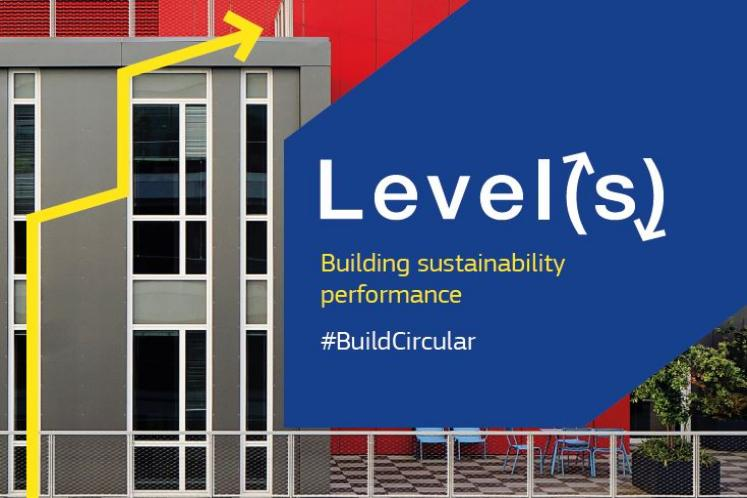 Level(s)
Building sustainability
performance
#BuildCircular